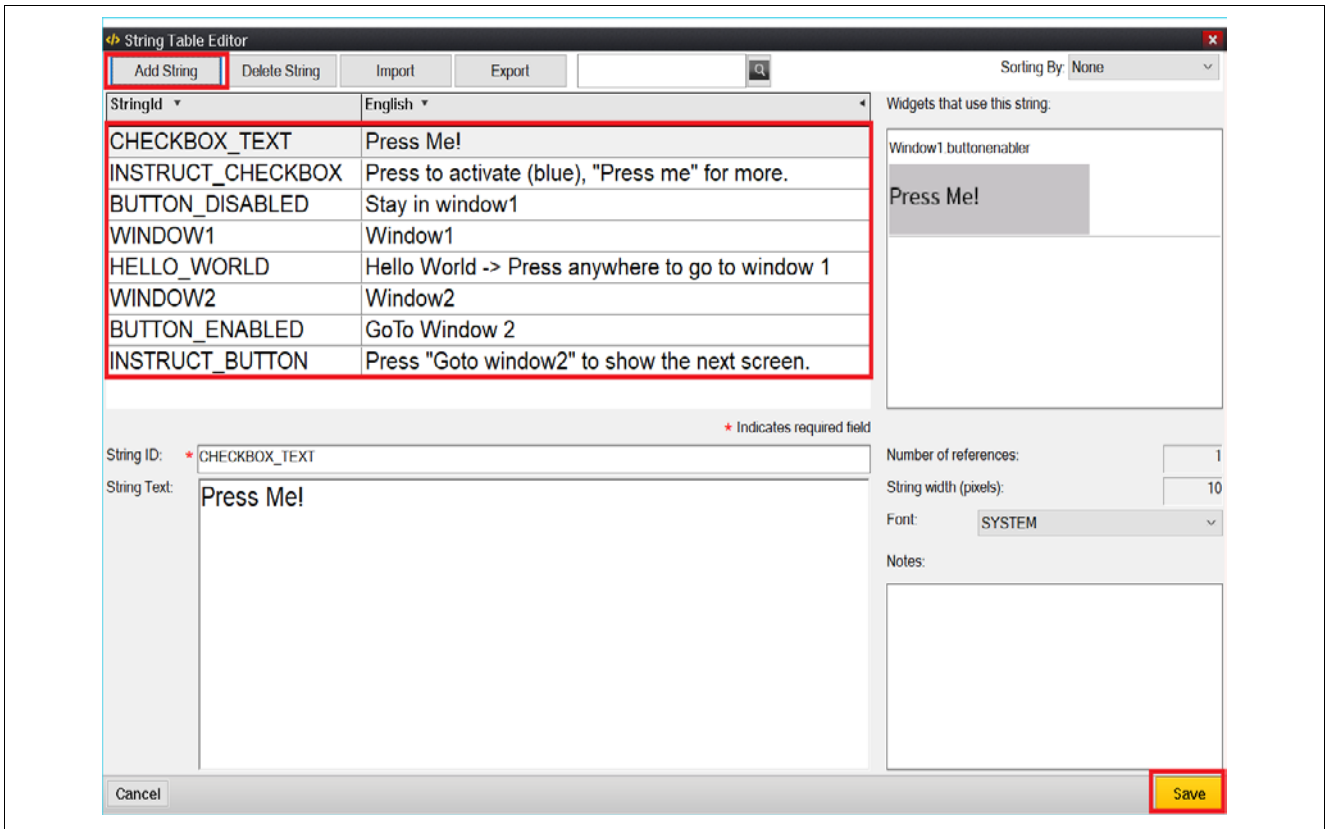 </> String Table Editor
Add String Delete String Import Export Sorting By: None
StringId English Widgets that use this string:
CHECKBOX_TEXT Press Me!
INSTRUCT_CHECKBOX Press to activate (blue), "Press me" for more.
BUTTON_DISABLED Stay in window1
WINDOW1 Window1
HELLO_WORLD Hello World -> Press anywhere to go to window 1
WINDOW2 Window2
BUTTON_ENABLED GoTo Window 2
INSTRUCT_BUTTON Press "Goto window2" to show the next screen.
Window1.buttonenabler
Press Me!
* Indicates required field
String ID: * CHECKBOX_TEXT
String Text: Press Me!
Number of references: 1
String width (pixels): 10
Font: SYSTEM
Notes:
Cancel Save